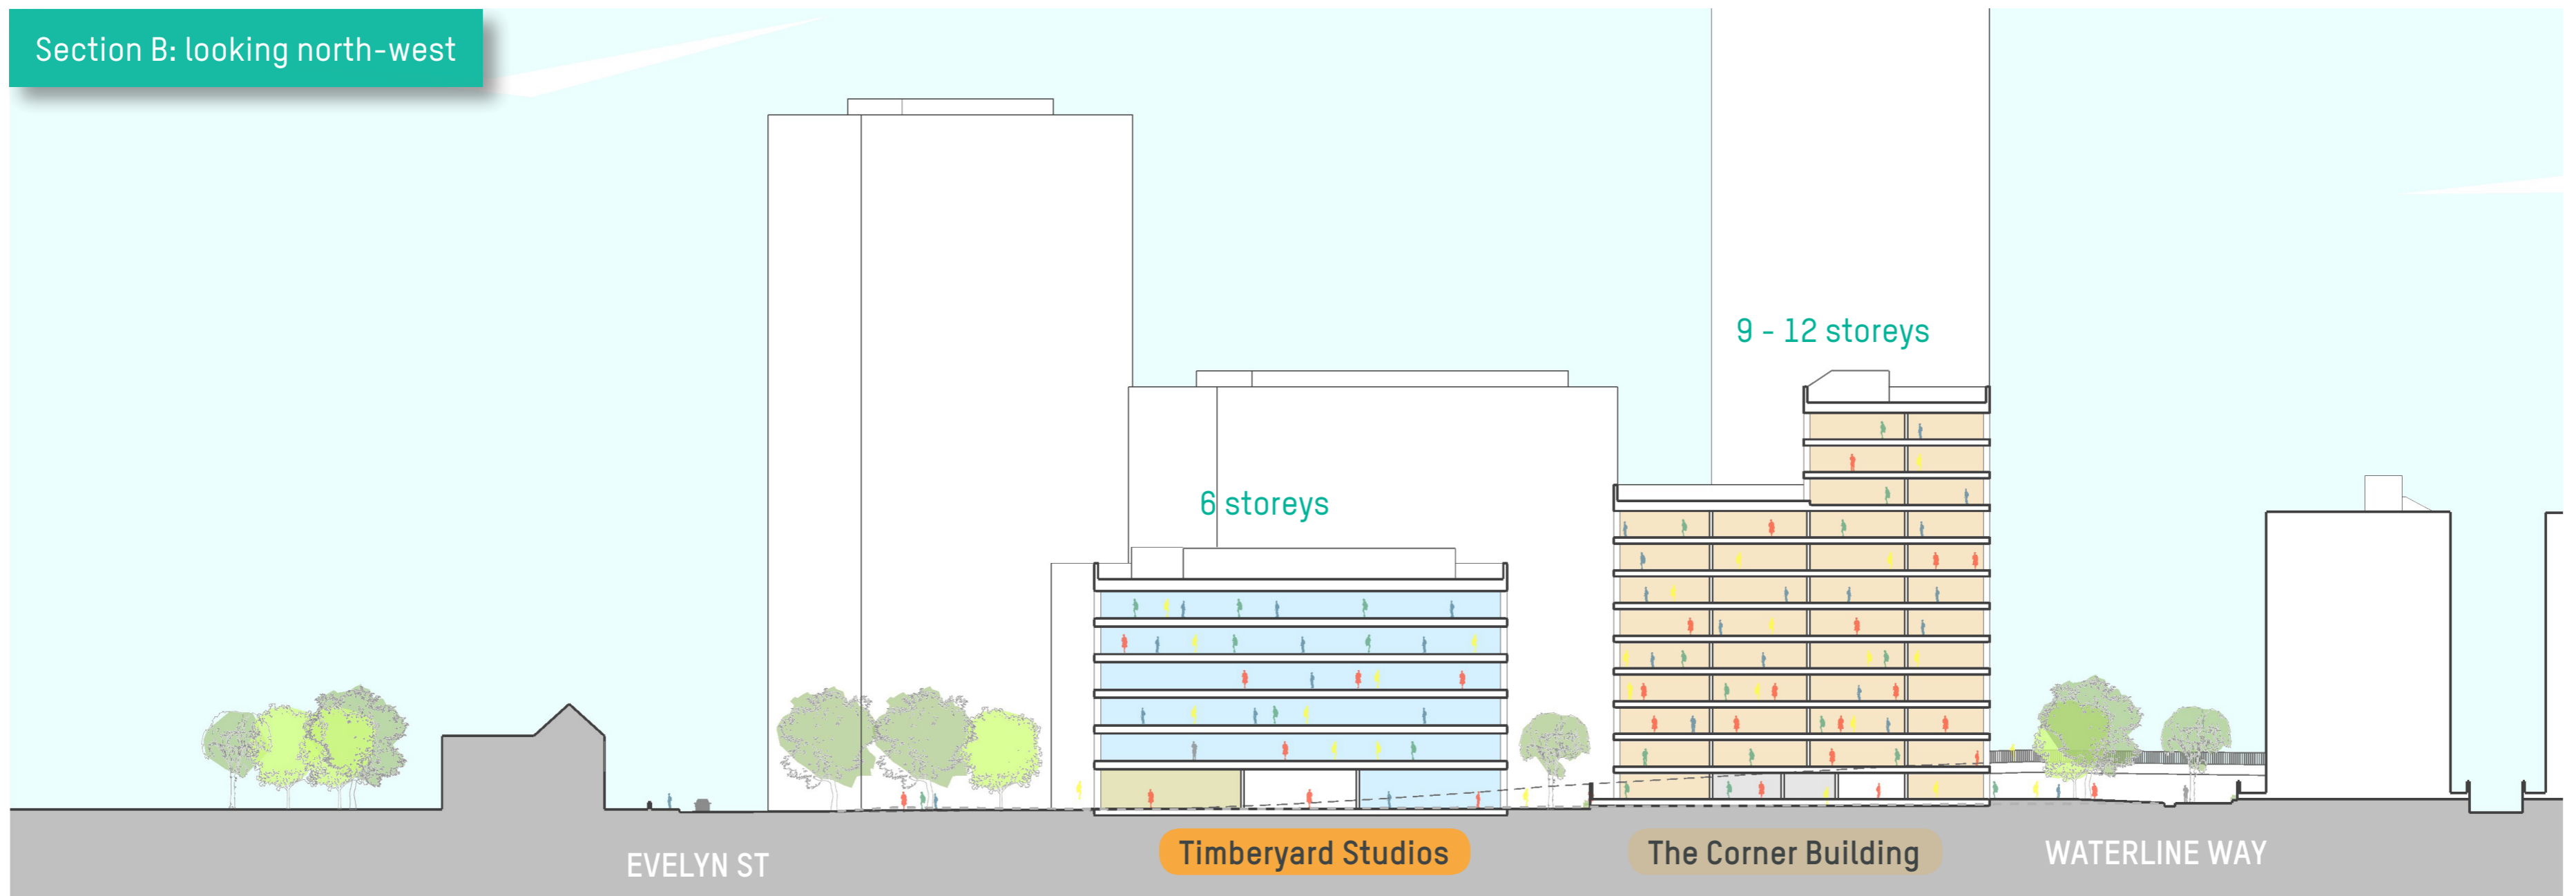 Section B: looking north-west
9 - 12 storeys
6 storeys
EVELYN ST
Timberyard Studios
The Corner Building
WATERLINE WAY